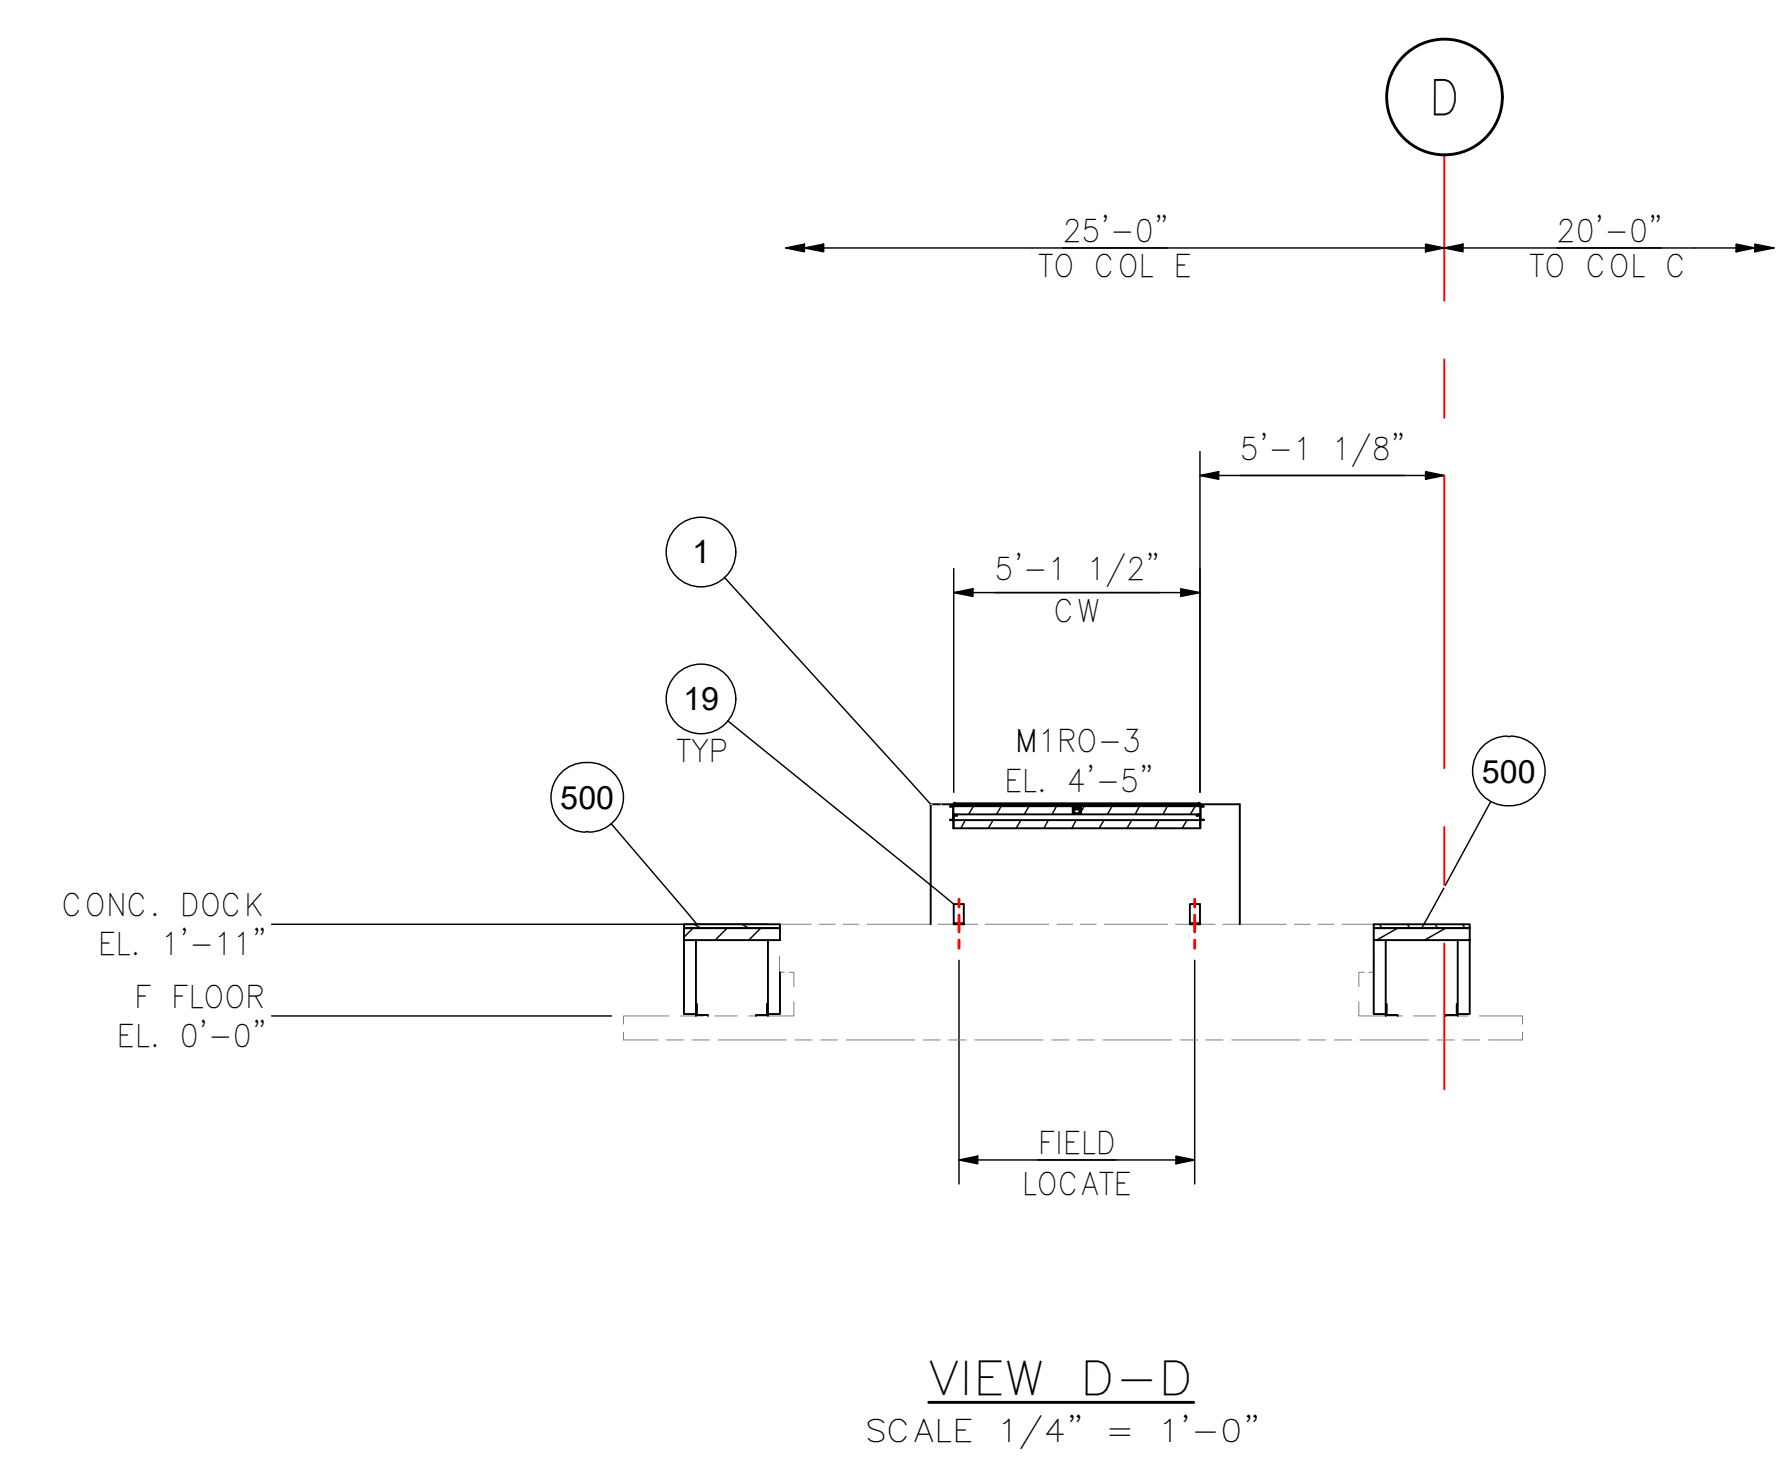 D
25'-0"
TO COL E
20'-0"
TO COL C
5'-1 1/8"
1
5'-1 1/2"
CW
19
TYP
M1RO-3
EL. 4'-5"
500
500
CONC. DOCK
EL. 1'-11"
F FLOOR
EL. 0'-0"
FIELD
LOCATE
VIEW D-D
SCALE 1/4" = 1'-0"